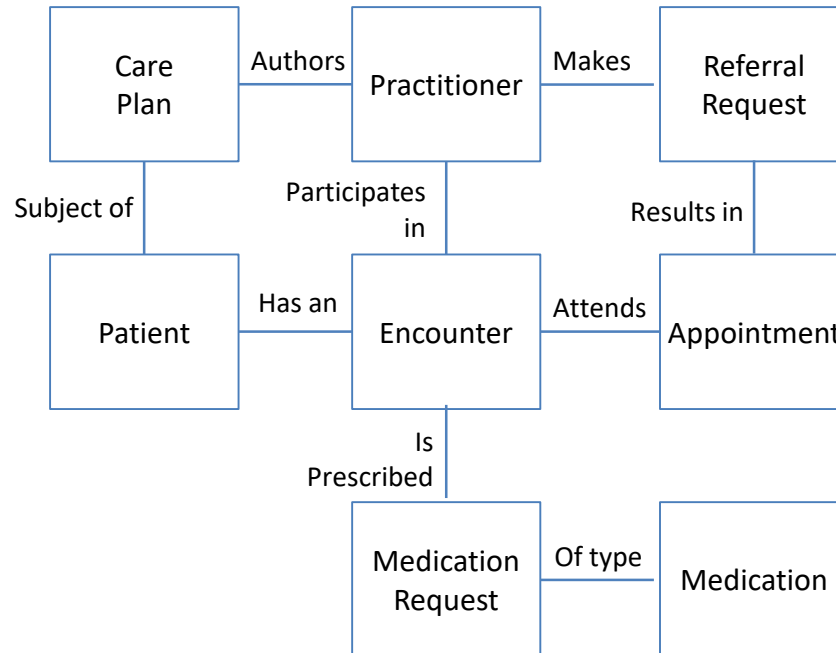 Care
Plan
Authors
Practitioner
Makes
Referral
Request
Subject of
Participates
in
Results in
Patient
Has an
Encounter
Attends
Appointment
Is
Prescribed
Medication
Request
Of type
Medication